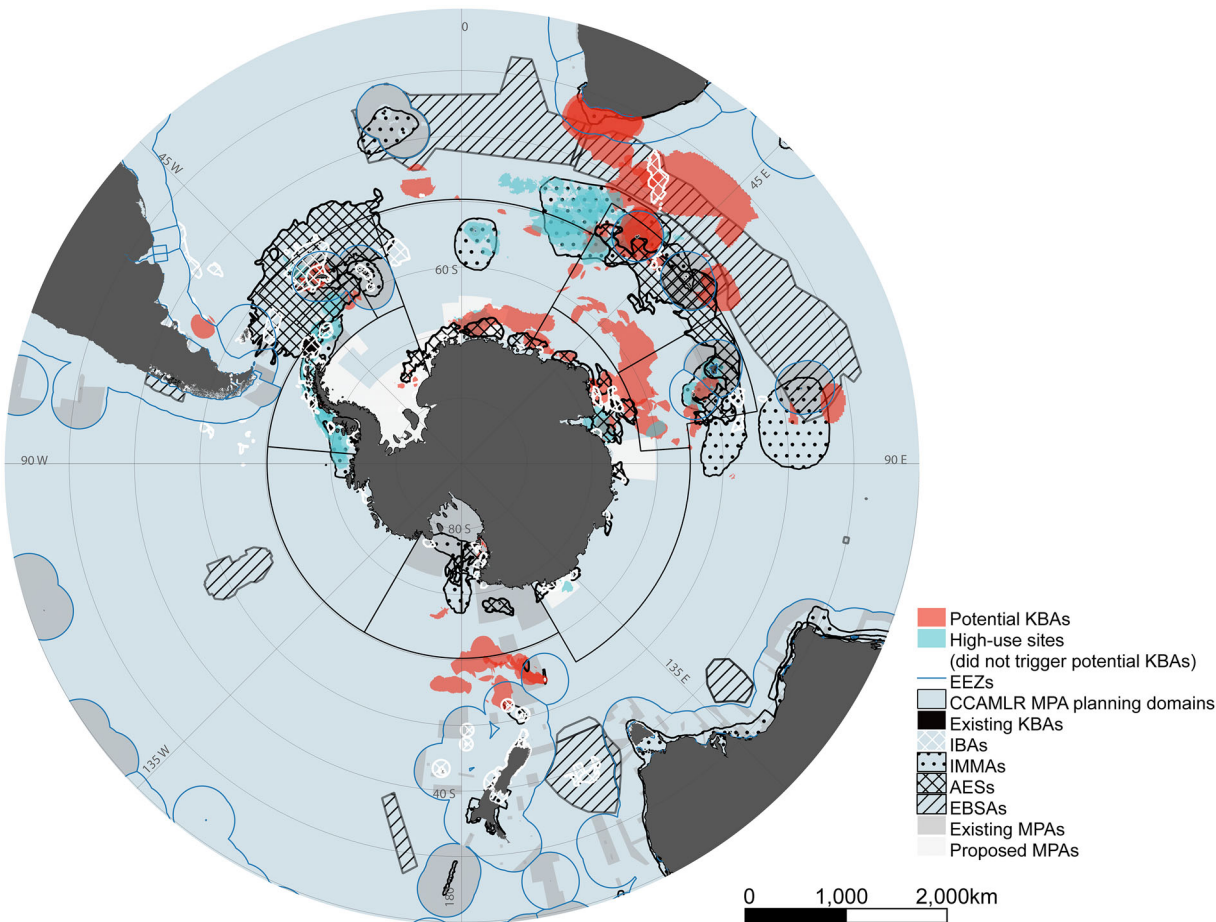 0
45 W
45 E
60 S
90 W
90 E
80 S
135 E
135 W
40 S
180
Potential KBAs
High-use sites
(did not trigger potential KBAs)
EEZs
CCAMLR MPA planning domains
Existing KBAs
IBAs
IMMAs
AESs
EBSAs
Existing MPAs
Proposed MPAs
0 1,000 2,000km